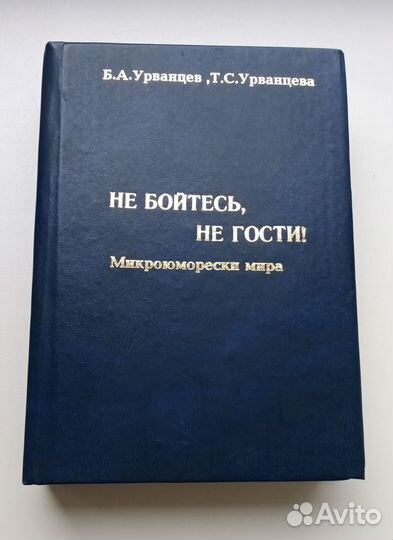 Б.А.Урванцев ,Т.С.Урванцева
НЕ БОЙТЕСЬ,
НЕ ГОСТИ!
Микроюморески мира
Avito